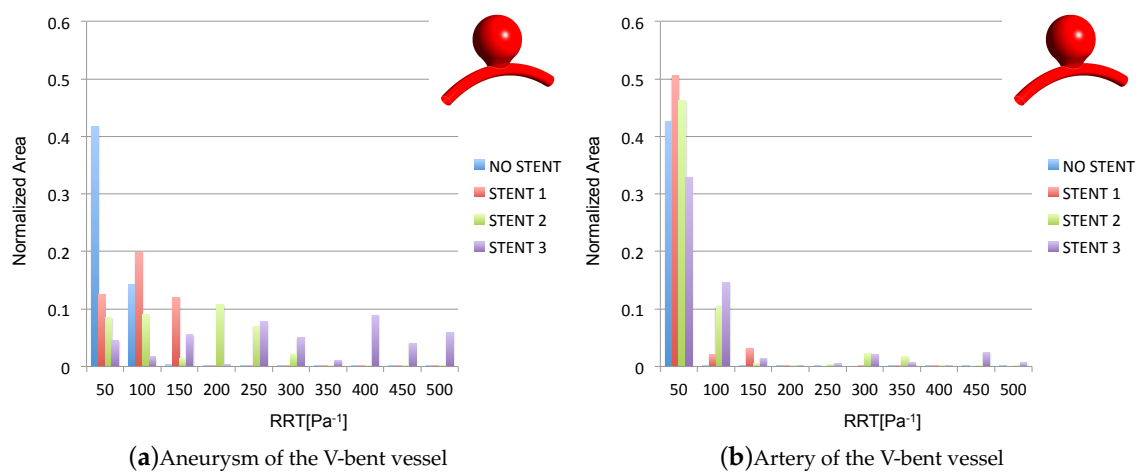 0.6
0.5
0.4
0.3
0.2
0.1
0
Normalized Area
50 100 150 200 250 300 350 400 450 500
RRT[Pa⁻¹]
NO STENT
STENT 1
STENT 2
STENT 3
(a)Aneurysm of the V-bent vessel
0.6
0.5
0.4
0.3
0.2
0.1
0
Normalized Area
50 100 150 200 250 300 350 400 450 500
RRT[Pa⁻¹]
NO STENT
STENT 1
STENT 2
STENT 3
(b)Artery of the V-bent vessel